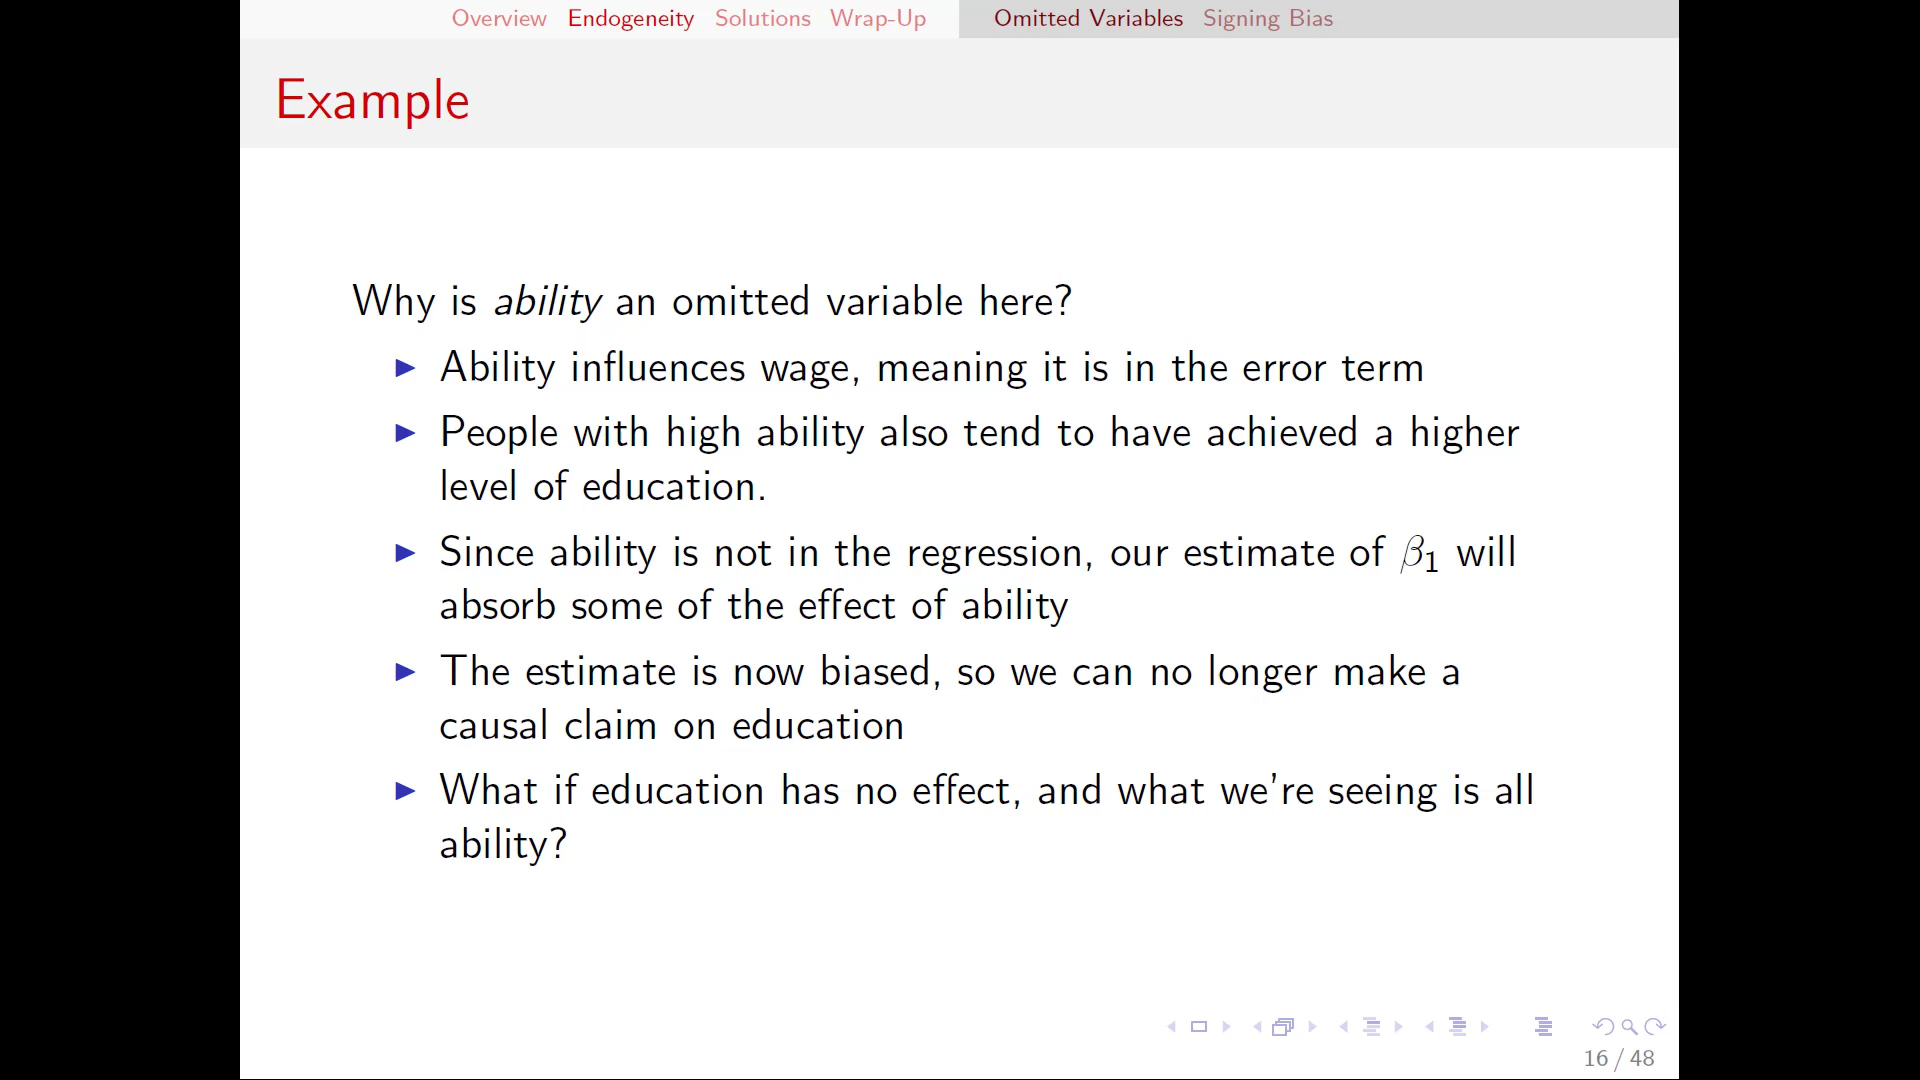 Overview Endogeneity Solutions Wrap-Up Omitted Variables Signing Bias
Example
Why is ability an omitted variable here?
Ability influences wage, meaning it is in the error term
People with high ability also tend to have achieved a higher
level of education.
Since ability is not in the regression, our estimate of β₁ will
absorb some of the effect of ability
The estimate is now biased, so we can no longer make a
causal claim on education
What if education has no effect, and what we're seeing is all
ability?
16 / 48